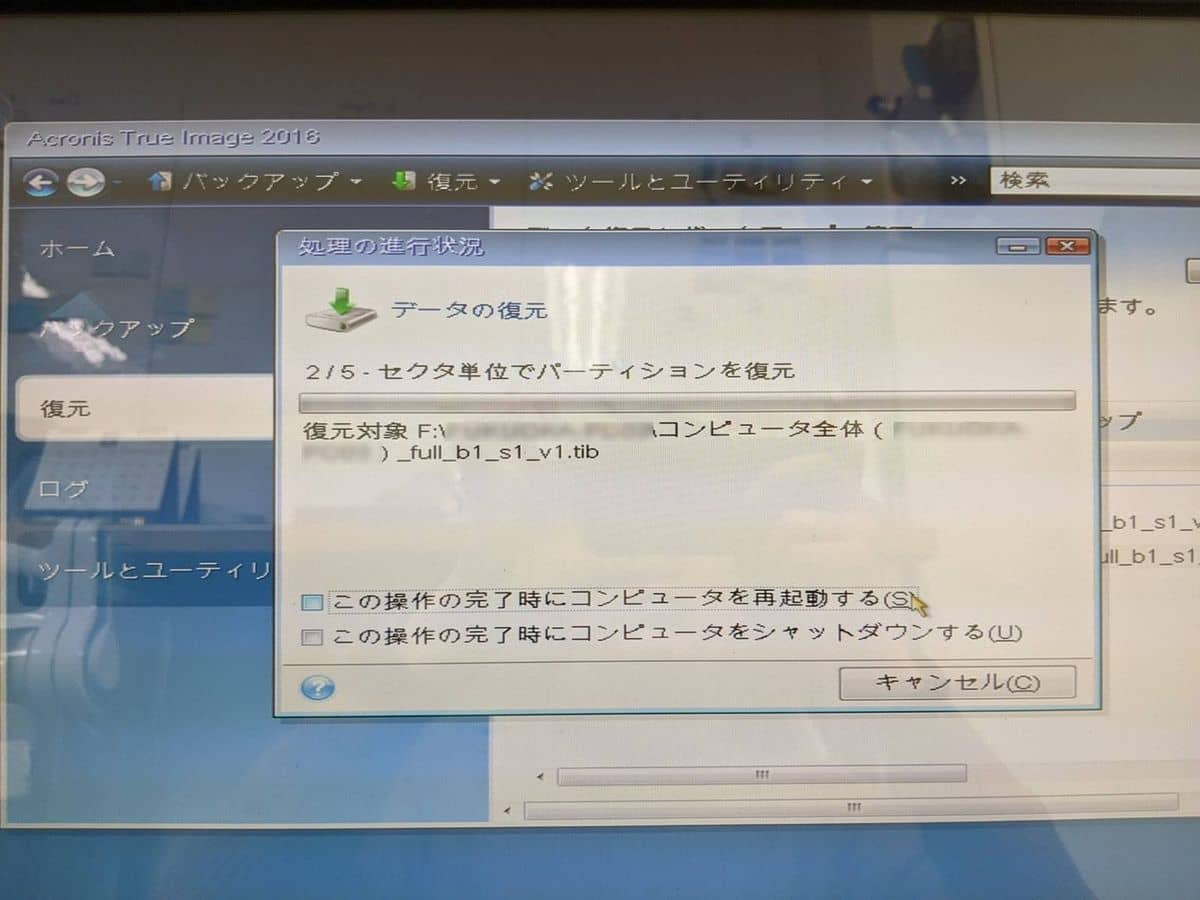 Acronis True Image 2016
バックアップ 復元 ツールとユーティリティ >> 検索
ホーム
バックアップ
復元
ログ
ツールとユーティリ
処理の進行状況
データの復元
2/5 - セクタ単位でパーティションを復元
復元対象 F:\ \コンピュータ全体 (
) _full_b1_s1_v1.tib
この操作の完了時にコンピュータを再起動する(S)
この操作の完了時にコンピュータをシャットダウンする(U)
キャンセル(C)
ます。
ップ
_b1_s1_v
ull_b1_s1_